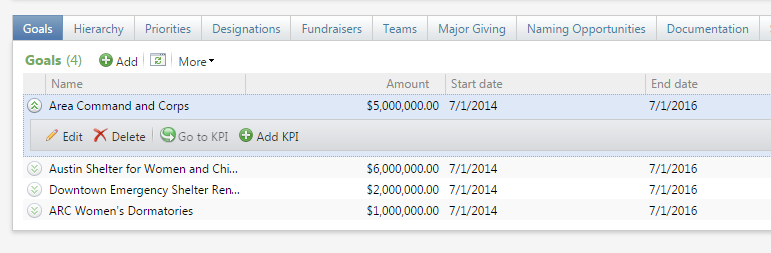 Goals Hierarchy Priorities Designations Fundraisers Teams Major Giving Naming Opportunities Documentation
Goals (4) Add More
Name Amount Start date End date
Area Command and Corps $5,000,000.00 7/1/2014 7/1/2016
Edit Delete Go to KPI Add KPI
Austin Shelter for Women and Chi... $6,000,000.00 7/1/2014 7/1/2016
Downtown Emergency Shelter Ren... $2,000,000.00 7/1/2014 7/1/2016
ARC Women's Dormatories $1,000,000.00 7/1/2014 7/1/2016